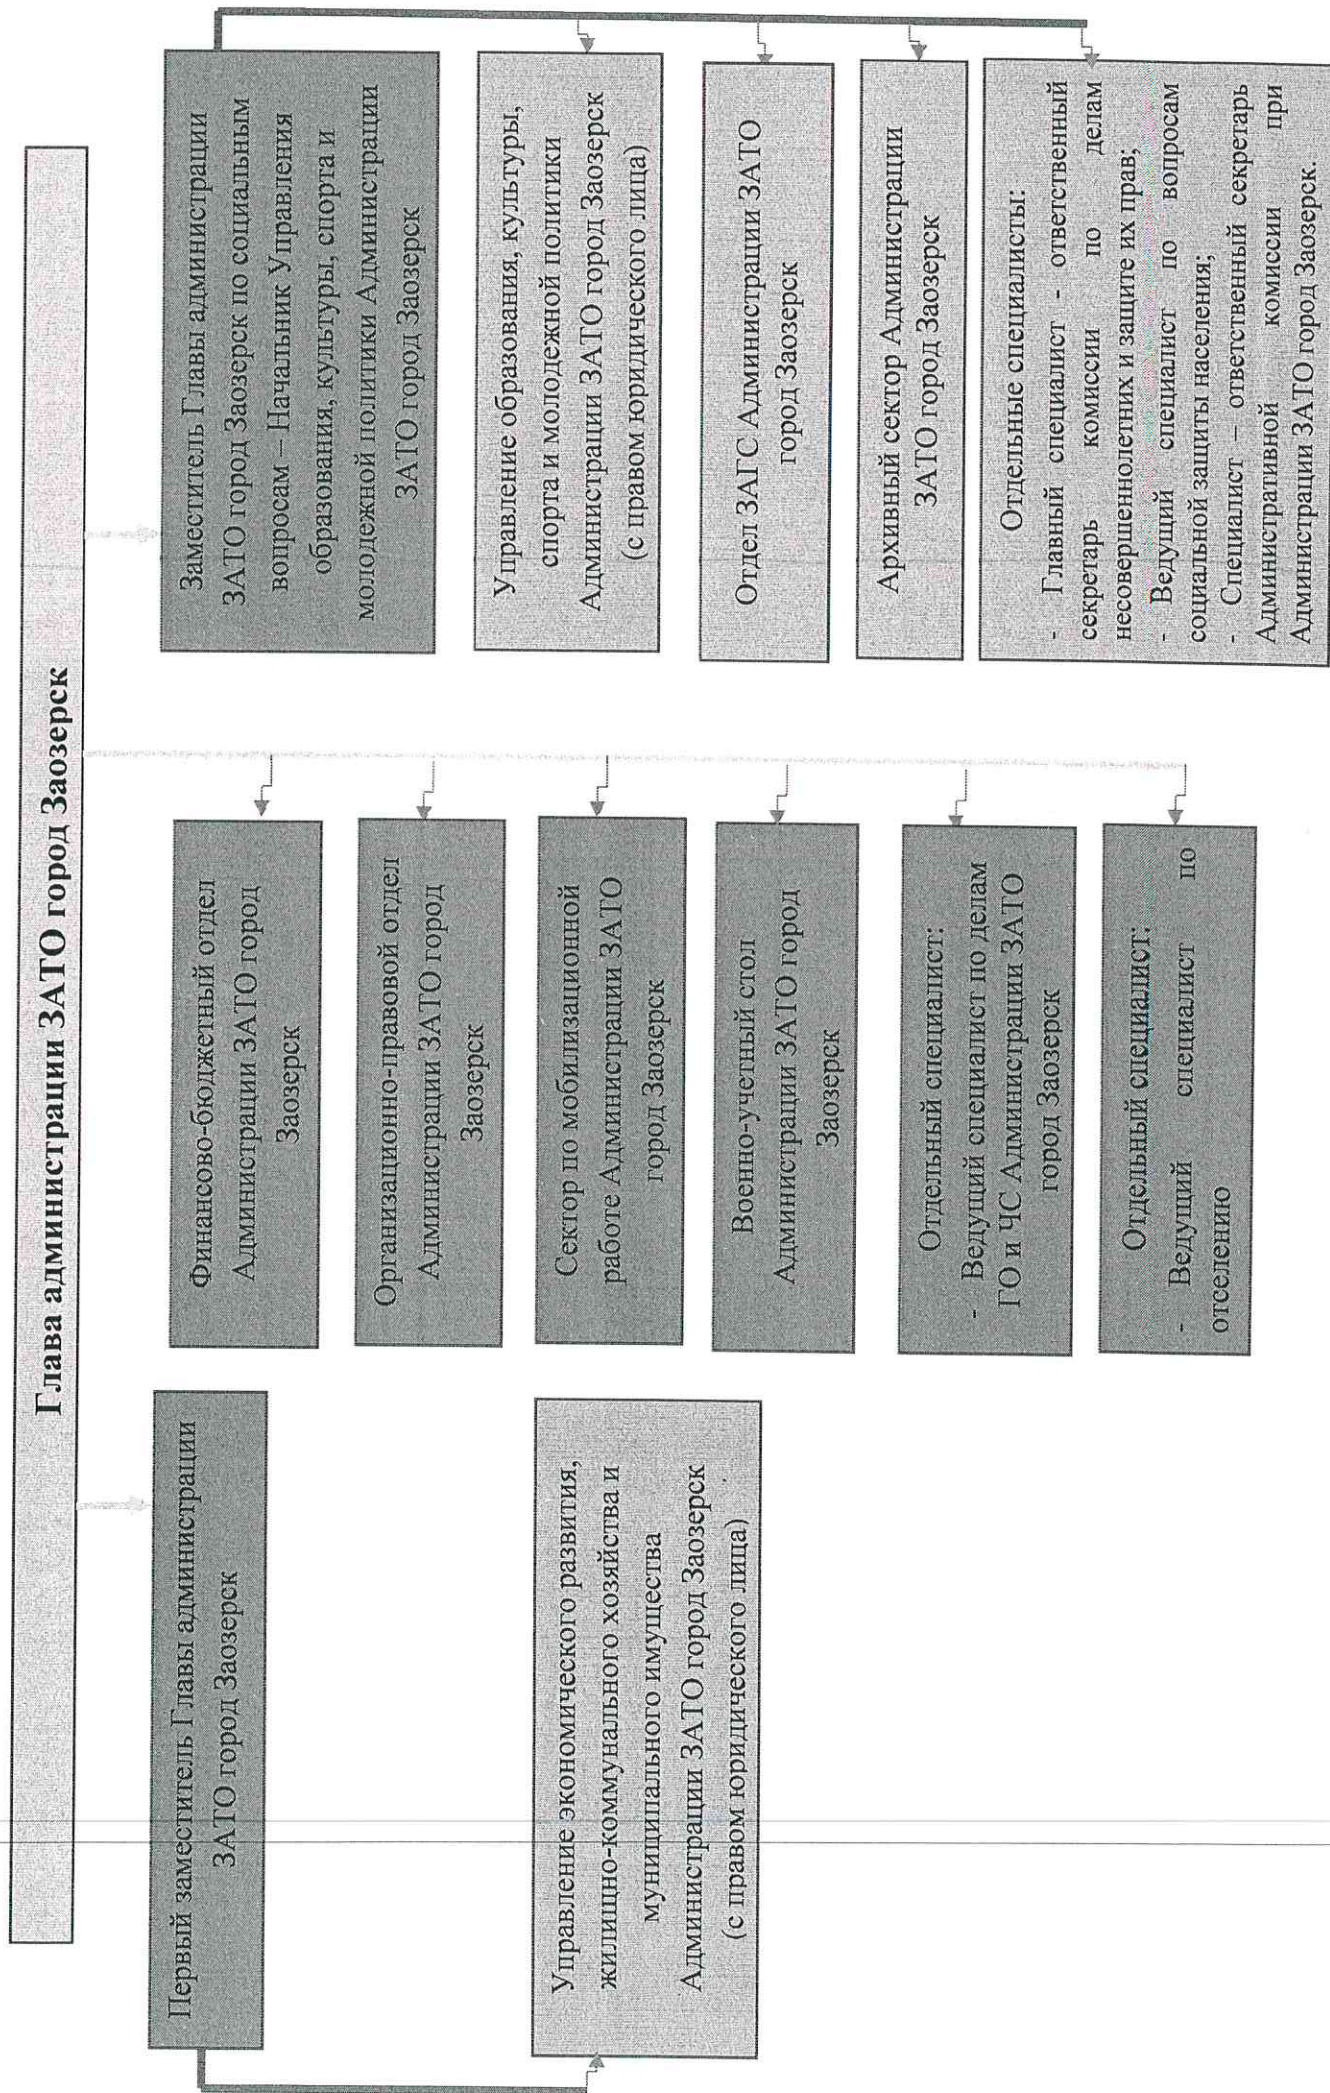 Глава администрации ЗАТО город Заозерск
Первый заместитель Главы администрации
ЗАТО город Заозерск
Управление экономического развития,
жилищно-коммунального хозяйства и
муниципального имущества
Администрации ЗАТО город Заозерск
(с правом юридического лица)
Финансово-бюджетный отдел
Администрации ЗАТО город
Заозерск
Организационно-правовой отдел
Администрации ЗАТО город
Заозерск
Сектор по мобилизационной
работе Администрации ЗАТО
город Заозерск
Военно-учетный стол
Администрации ЗАТО город
Заозерск
Отдельный специалист:
- Ведущий специалист по делам
ГО и ЧС Администрации ЗАТО
город Заозерск
Отдельный специалист:
- Ведущий специалист по
отселению
Заместитель Главы администрации
ЗАТО город Заозерск по социальным
вопросам – Начальник Управления
образования, культуры, спорта и
молодежной политики Администрации
ЗАТО город Заозерск
Управление образования, культуры,
спорта и молодежной политики
Администрации ЗАТО город Заозерск
(с правом юридического лица)
Отдел ЗАГС Администрации ЗАТО
город Заозерск
Архивный сектор Администрации
ЗАТО город Заозерск
Отдельные специалисты:
- Главный специалист - ответственный
секретарь комиссии по делам
несовершеннолетних и защите их прав;
- Ведущий специалист по вопросам
социальной защиты населения;
- Специалист – ответственный секретарь
Административной комиссии при
Администрации ЗАТО город Заозерск.